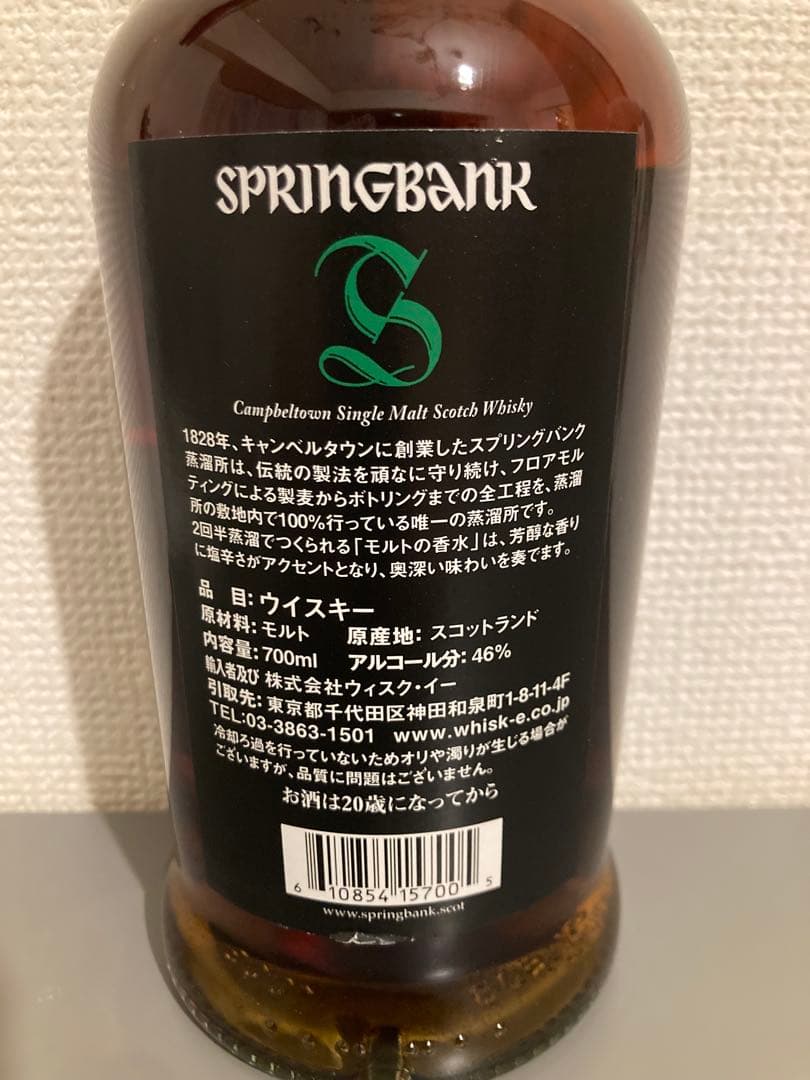 SPRINGBANK
S
Campbeltown Single Malt Scotch Whisky
1828年、キャンベルタウンに創業したスプリングバンク
蒸溜所は、伝統の製法を頑なに守り続け、フロアモル
ティングによる製麦からボトリングまでの全工程を、蒸溜
所の敷地内で100%行っている唯一の蒸溜所です。
2回半蒸溜でつくられる「モルトの香水」は、芳醇な香り
に塩辛さがアクセントとなり、奥深い味わいを奏でます。
品 目:ウイスキー
原材料:モルト 原産地:スコットランド
内容量:700ml アルコール分:46%
輸入者及び 株式会社ウィスク・イー
引取先:東京都千代田区神田和泉町1-8-11-4F
TEL:03-3863-1501 www.whisk-e.co.jp
冷却ろ過を行っていないためオリや濁りが生じる場合が
ございますが、品質に問題はございません。
お酒は20歳になってから
6 10854 15700 5
www.springbank.scot